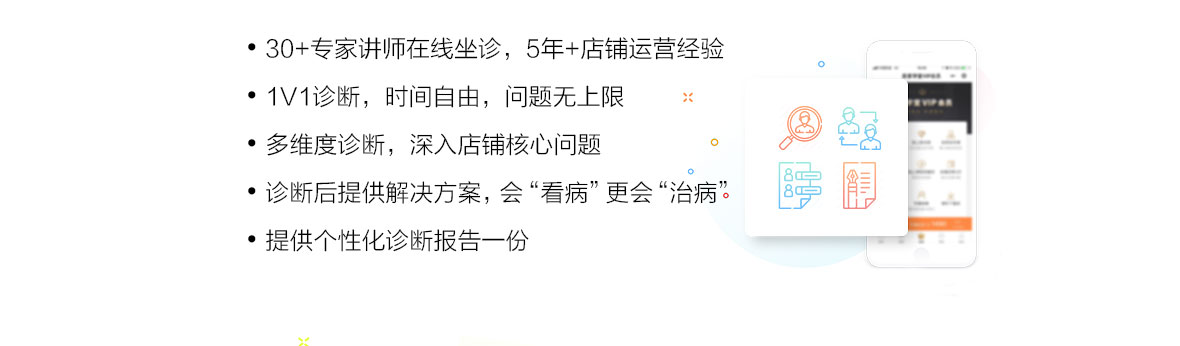 • 30+专家讲师在线坐诊，5年+店铺运营经验
• 1V1诊断，时间自由，问题无上限
• 多维度诊断，深入店铺核心问题
• 诊断后提供解决方案，会“看病”更会“治病”
• 提供个性化诊断报告一份